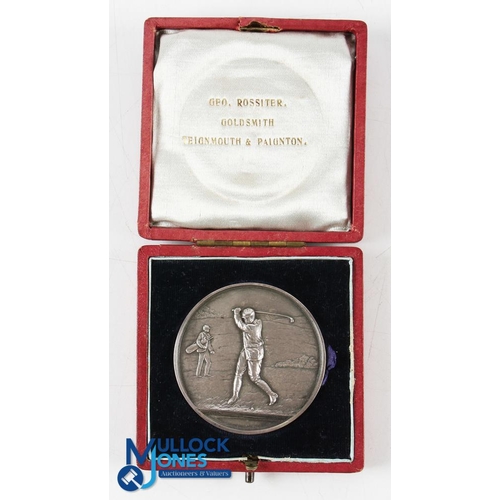 GEO. ROSSITER.
GOLDSMITH
TEIGNMOUTH & PAIGNTON.
MULLOCK
JONES
Auctioneers & Valuers